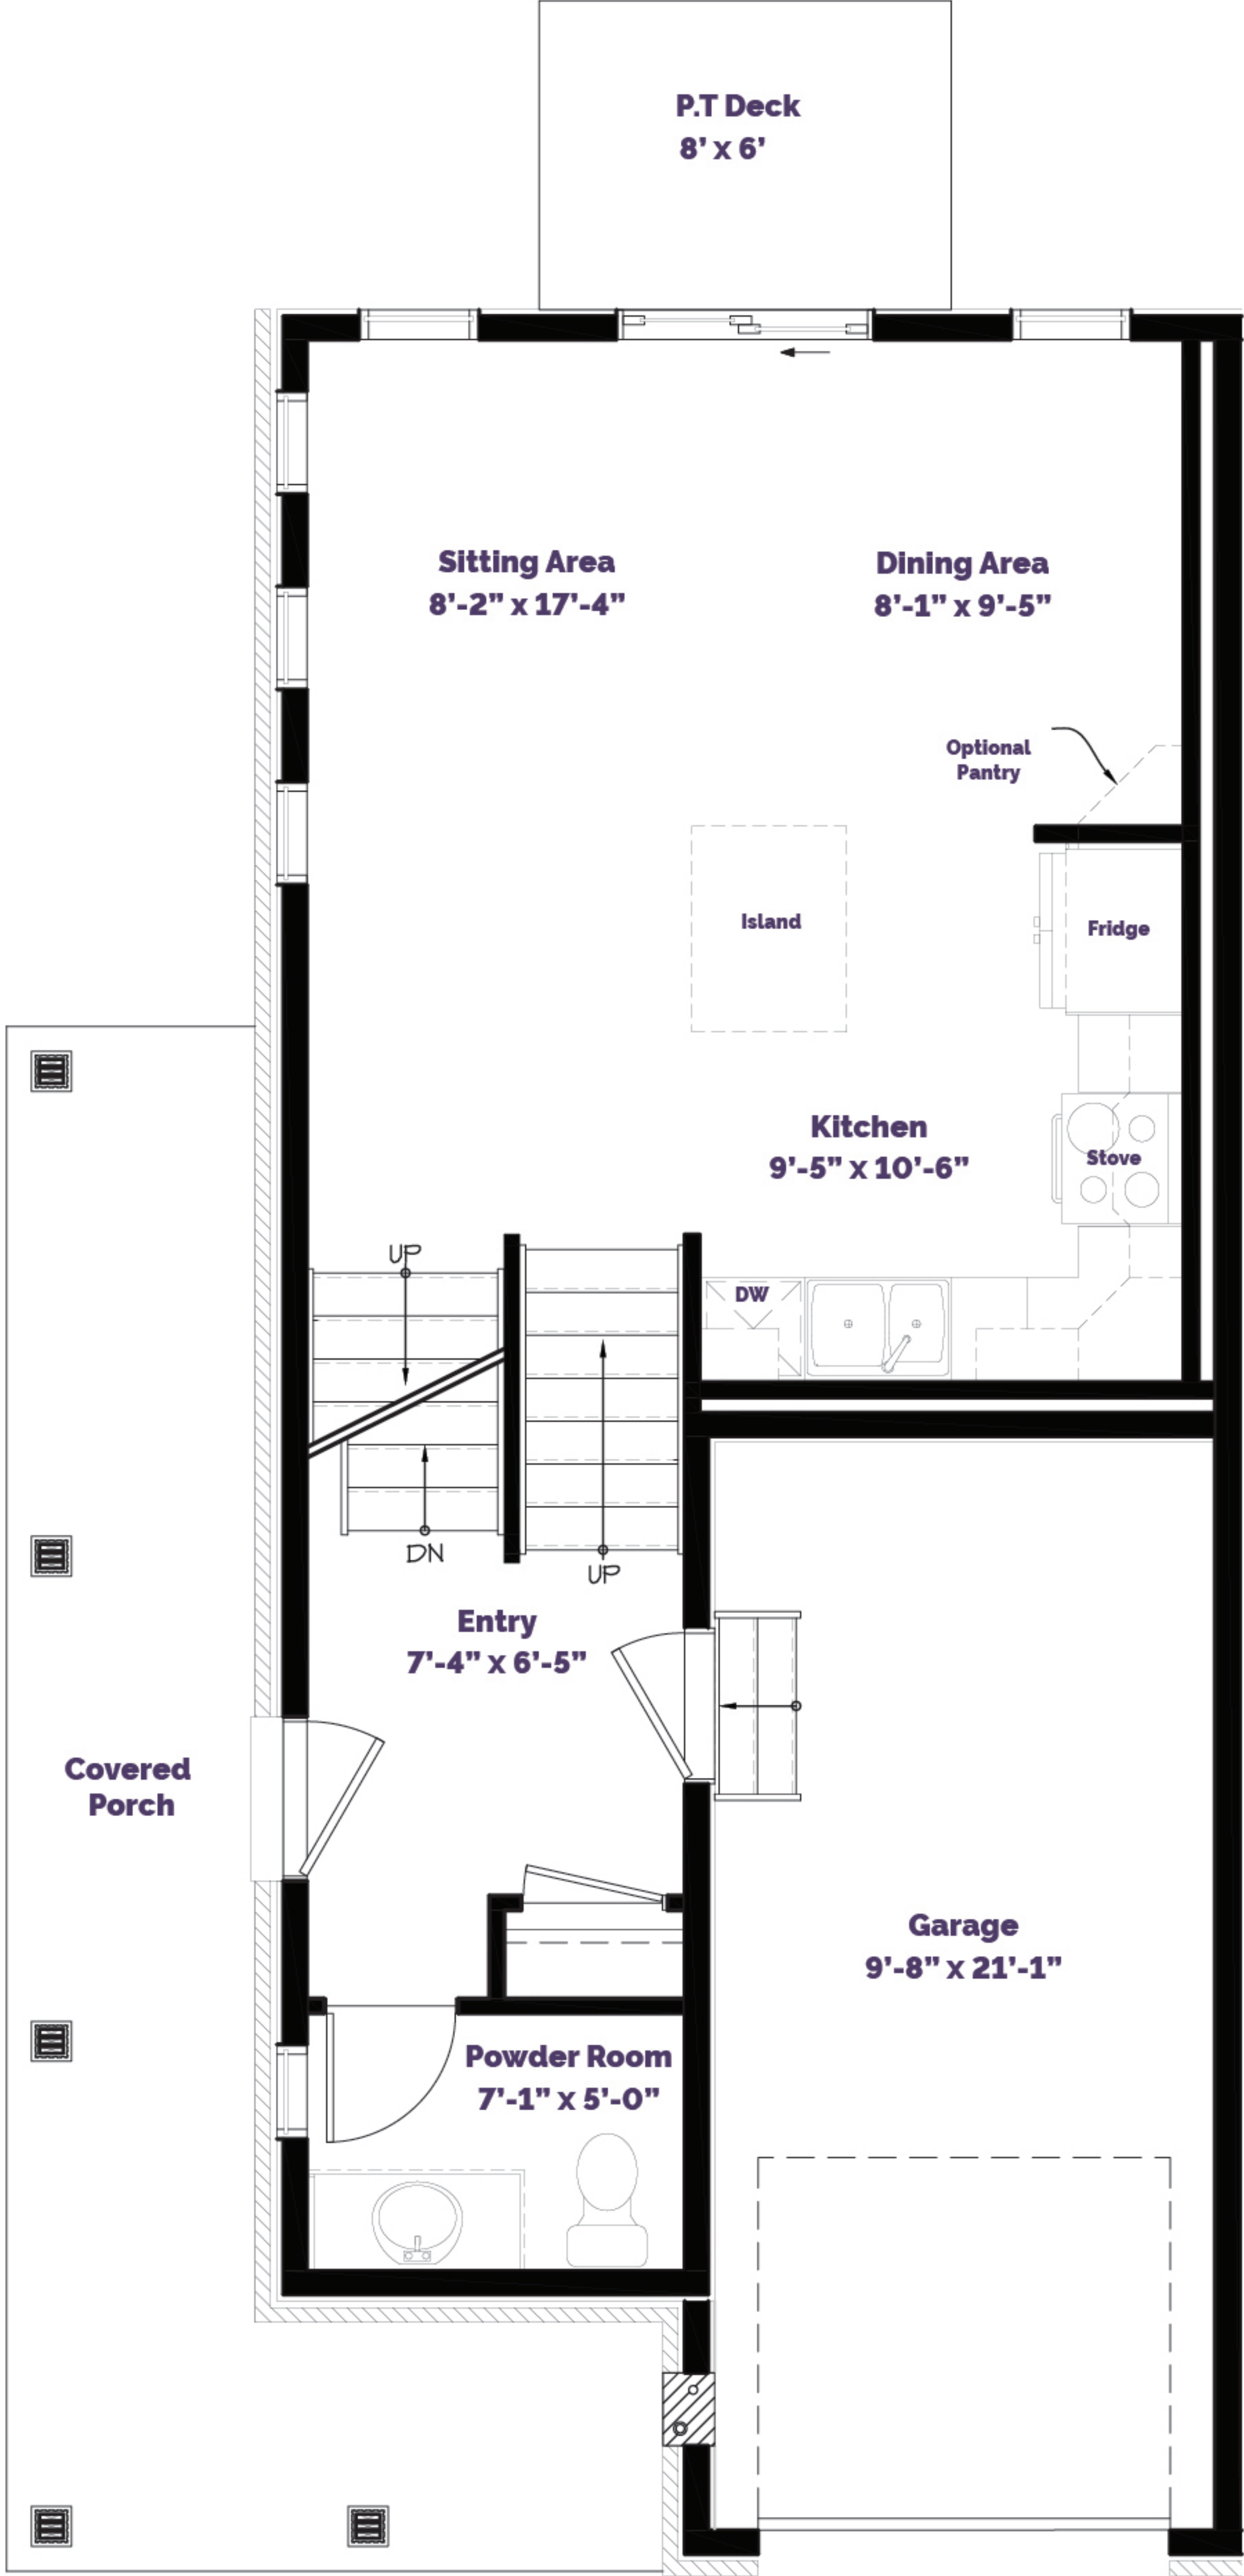 P.T Deck
8’ x 6’
Sitting Area
8’-2” x 17’-4”
Dining Area
8’-1” x 9’-5”
Optional
Pantry
Island
Fridge
Kitchen
9’-5” x 10’-6”
Stove
UP
DW
DN
UP
Entry
7’-4” x 6’-5”
Covered
Porch
Garage
9’-8” x 21’-1”
Powder Room
7’-1” x 5’-0”